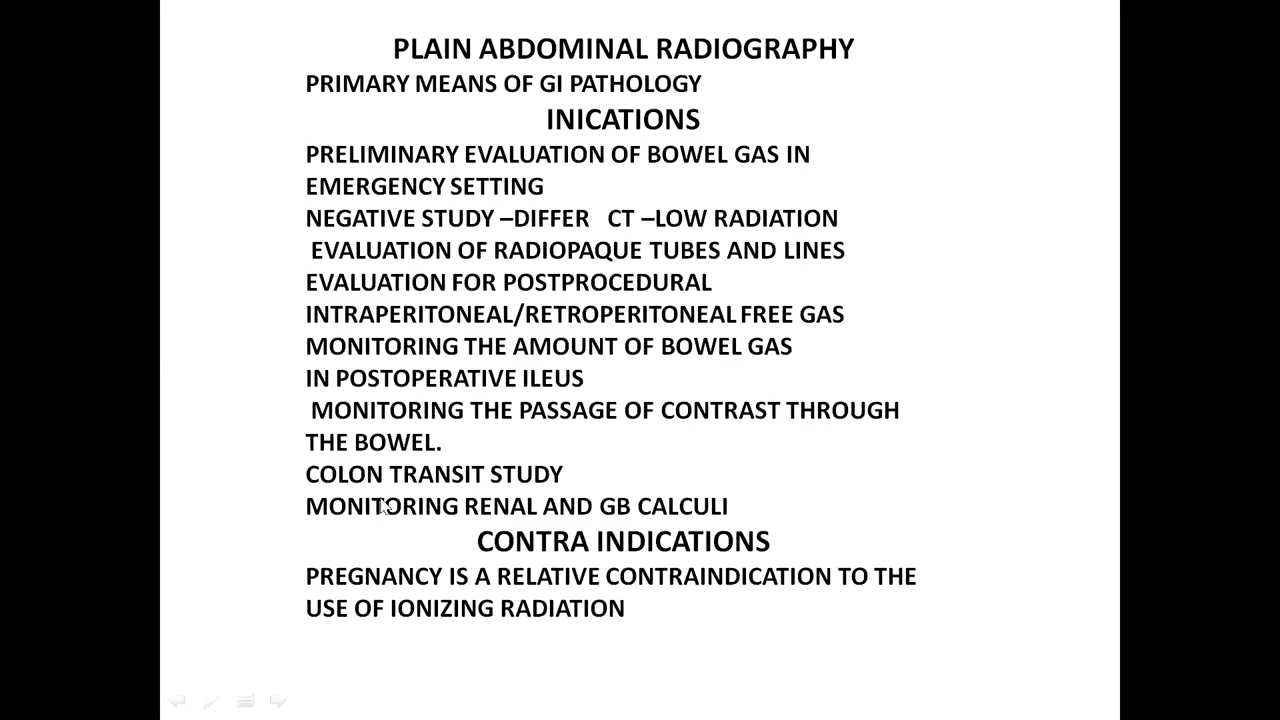 PLAIN ABDOMINAL RADIOGRAPHY
PRIMARY MEANS OF GI PATHOLOGY
INICATIONS
PRELIMINARY EVALUATION OF BOWEL GAS IN
EMERGENCY SETTING
NEGATIVE STUDY –DIFFER CT –LOW RADIATION
EVALUATION OF RADIOPAQUE TUBES AND LINES
EVALUATION FOR POSTPROCEDURAL
INTRAPERITONEAL/RETROPERITONEAL FREE GAS
MONITORING THE AMOUNT OF BOWEL GAS
IN POSTOPERATIVE ILEUS
MONITORING THE PASSAGE OF CONTRAST THROUGH
THE BOWEL.
COLON TRANSIT STUDY
MONITORING RENAL AND GB CALCULI
CONTRA INDICATIONS
PREGNANCY IS A RELATIVE CONTRAINDICATION TO THE
USE OF IONIZING RADIATION